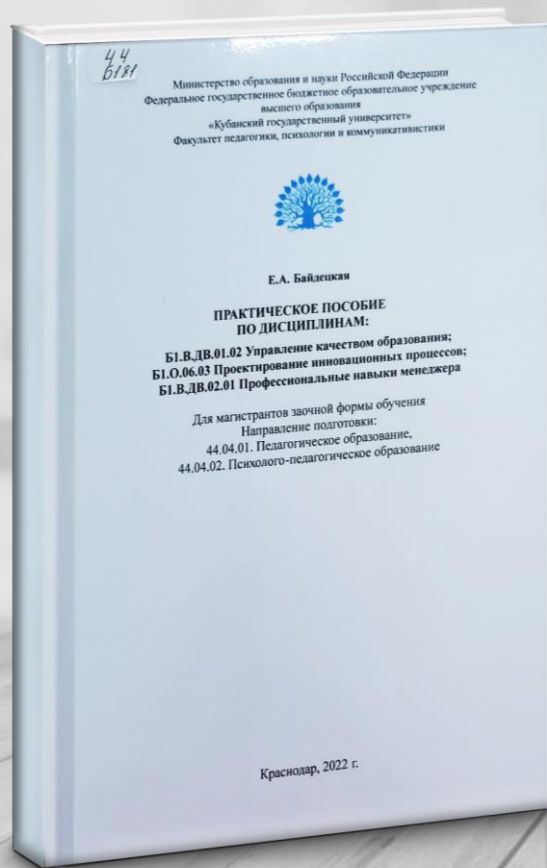 44
Б181
Министерство образования и науки Российской Федерации
Федеральное государственное бюджетное образовательное учреждение
высшего образования
«Кубанский государственный университет»
Факультет педагогики, психологии и коммуникативистики
Е.А. Байдецкая
ПРАКТИЧЕСКОЕ ПОСОБИЕ
ПО ДИСЦИПЛИНАМ:
Б1.В.ДВ.01.02 Управление качеством образования;
Б1.О.06.03 Проектирование инновационных процессов;
Б1.В.ДВ.02.01 Профессиональные навыки менеджера
Для магистрантов заочной формы обучения
Направление подготовки:
44.04.01. Педагогическое образование,
44.04.02. Психолого-педагогическое образование
Краснодар, 2022 г.